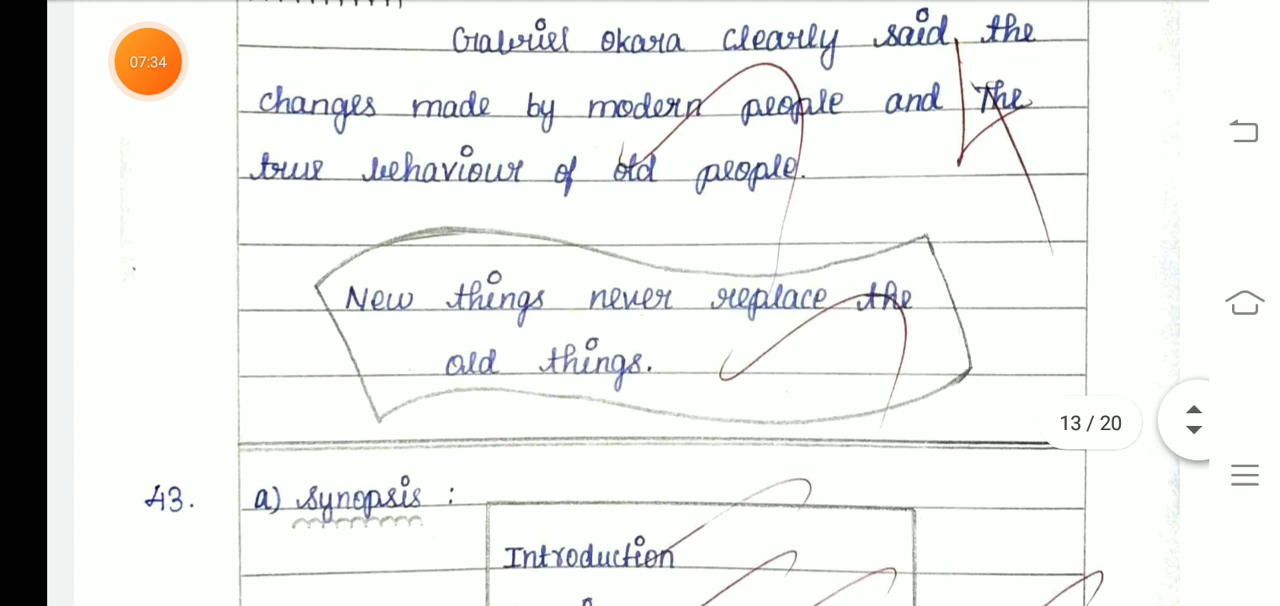 07:34
Gabriel Okara clearly said, the
changes made by modern people and the
true behaviour of old people.
New things never replace the
old things.
13 / 20
43. a) Synopsis :
Introduction